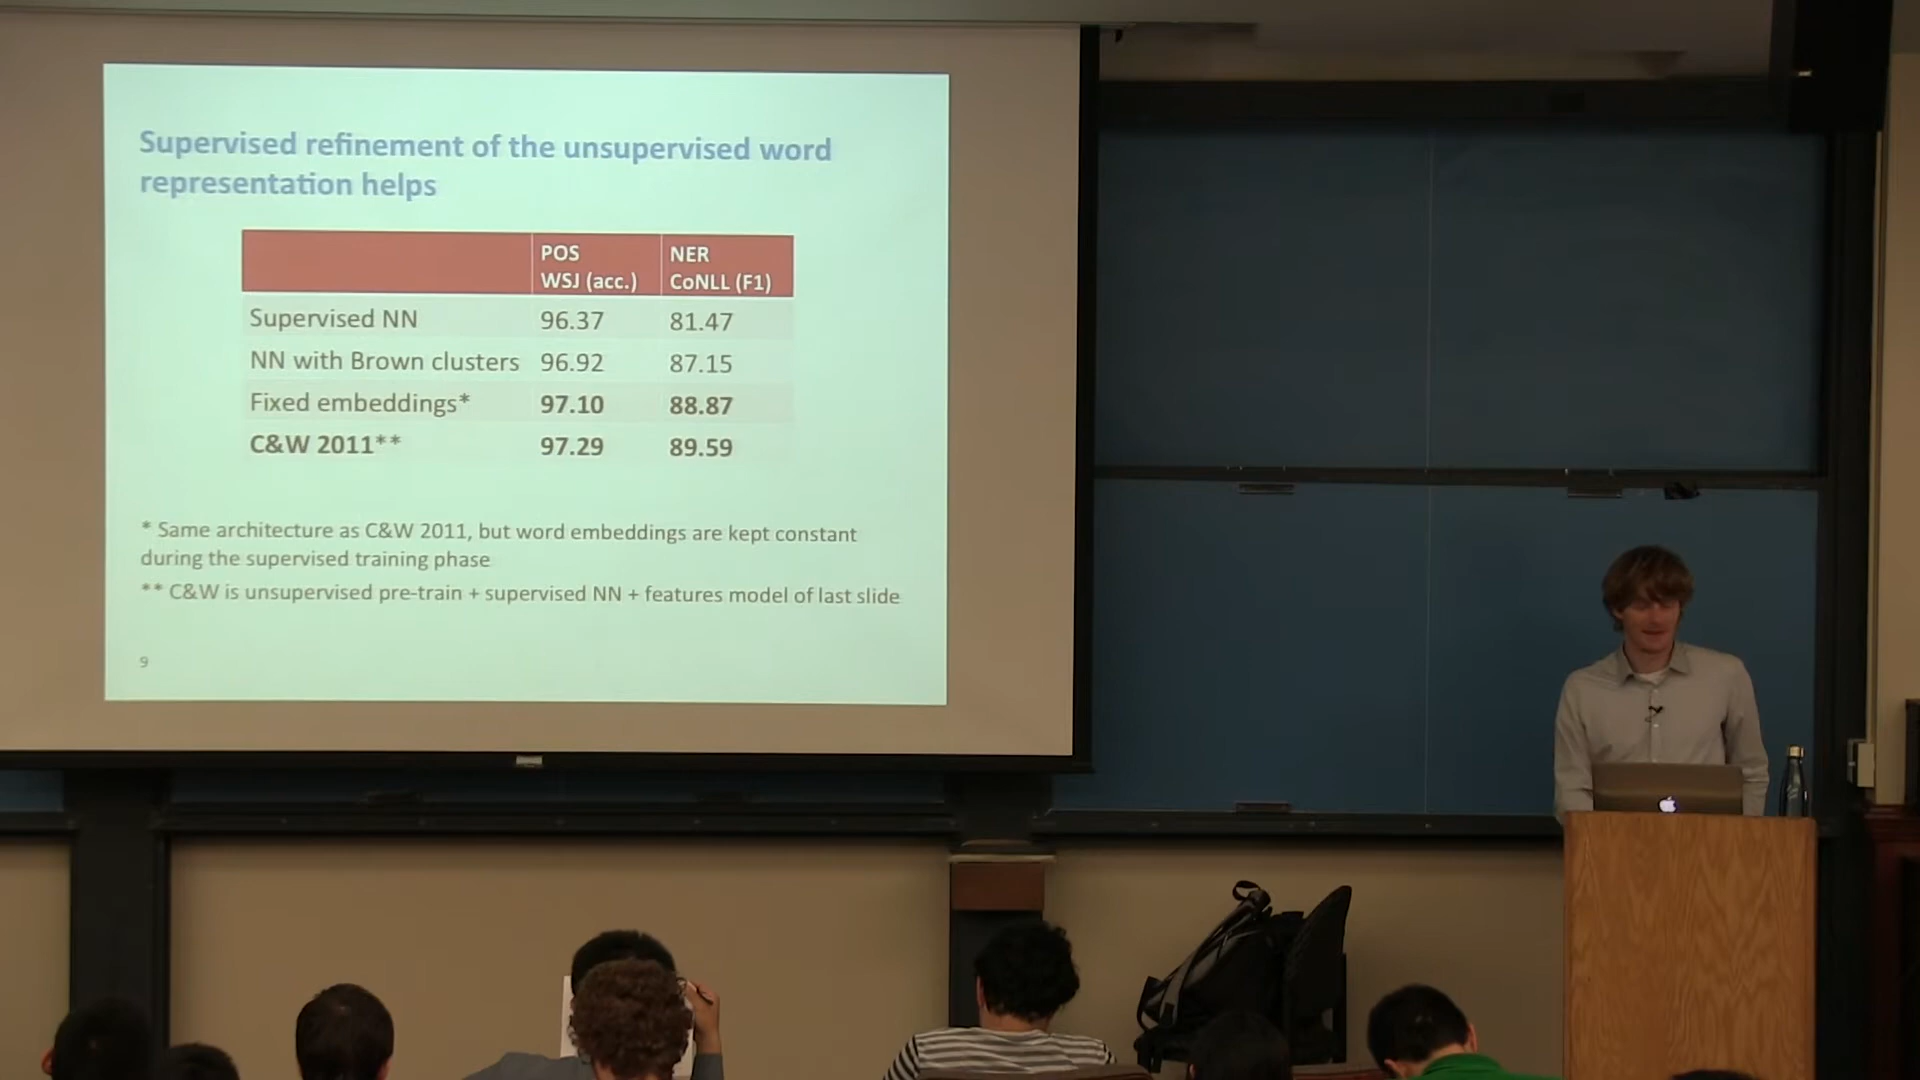 Supervised refinement of the unsupervised word
representation helps
POS
WSJ (acc.)
NER
CoNLL (F1)
Supervised NN 96.37 81.47
NN with Brown clusters 96.92 87.15
Fixed embeddings* 97.10 88.87
C&W 2011** 97.29 89.59
* Same architecture as C&W 2011, but word embeddings are kept constant
during the supervised training phase
** C&W is unsupervised pre-train + supervised NN + features model of last slide
9